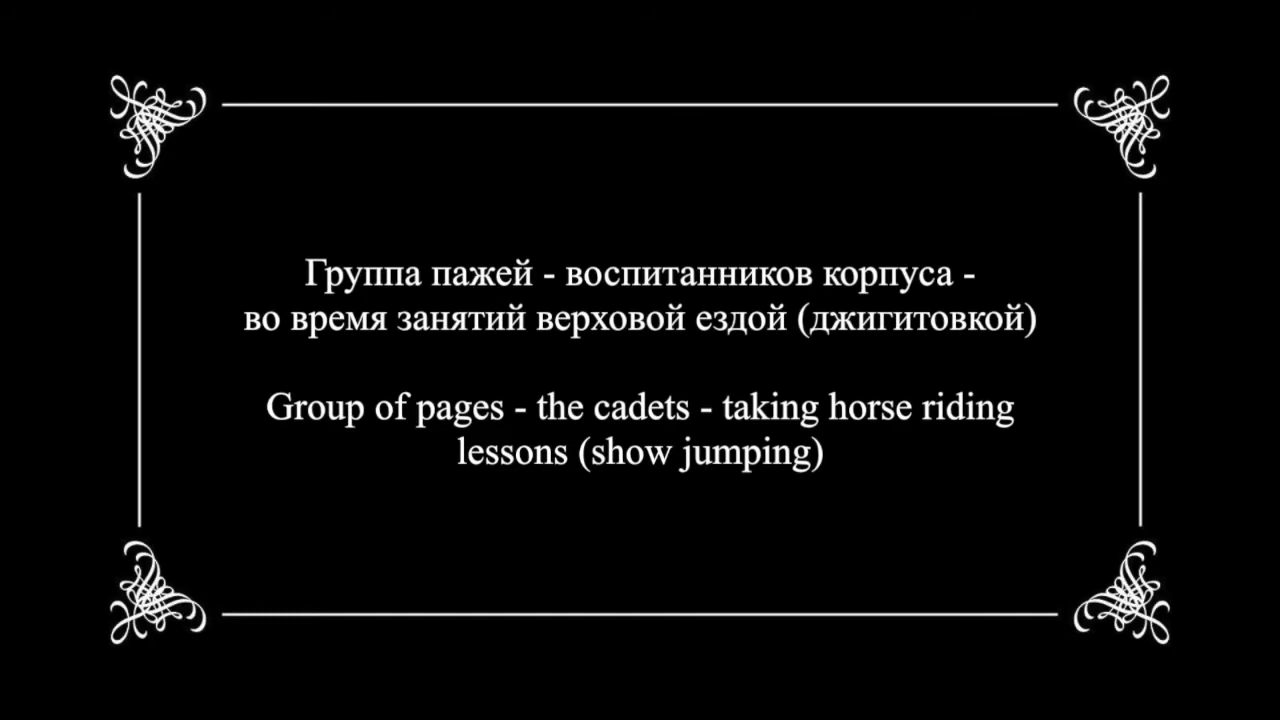 Группа пажей - воспитанников корпуса -
во время занятий верховой ездой (джигитовкой)
Group of pages - the cadets - taking horse riding
lessons (show jumping)